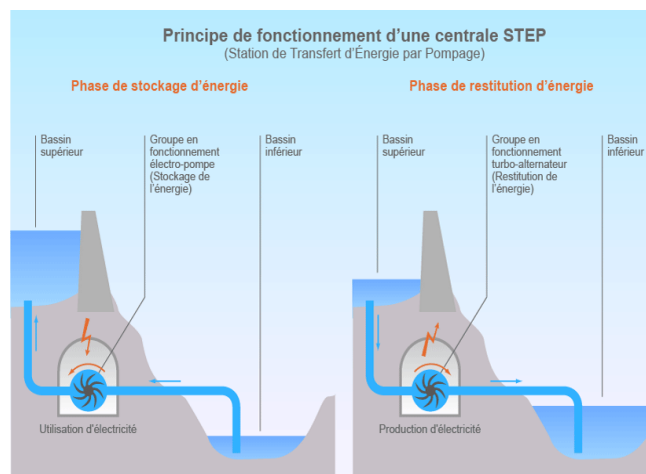 Principe de fonctionnement d'une centrale STEP
(Station de Transfert d'Énergie par Pompage)
Phase de stockage d'énergie
Bassin
supérieur
Groupe en
fonctionnement
électro-pompe
(Stockage de
l'énergie)
Bassin
inférieur
Utilisation d'électricité
Phase de restitution d'énergie
Bassin
supérieur
Groupe en
fonctionnement
turbo-alternateur
(Restitution de
l'énergie)
Bassin
inférieur
Production d'électricité